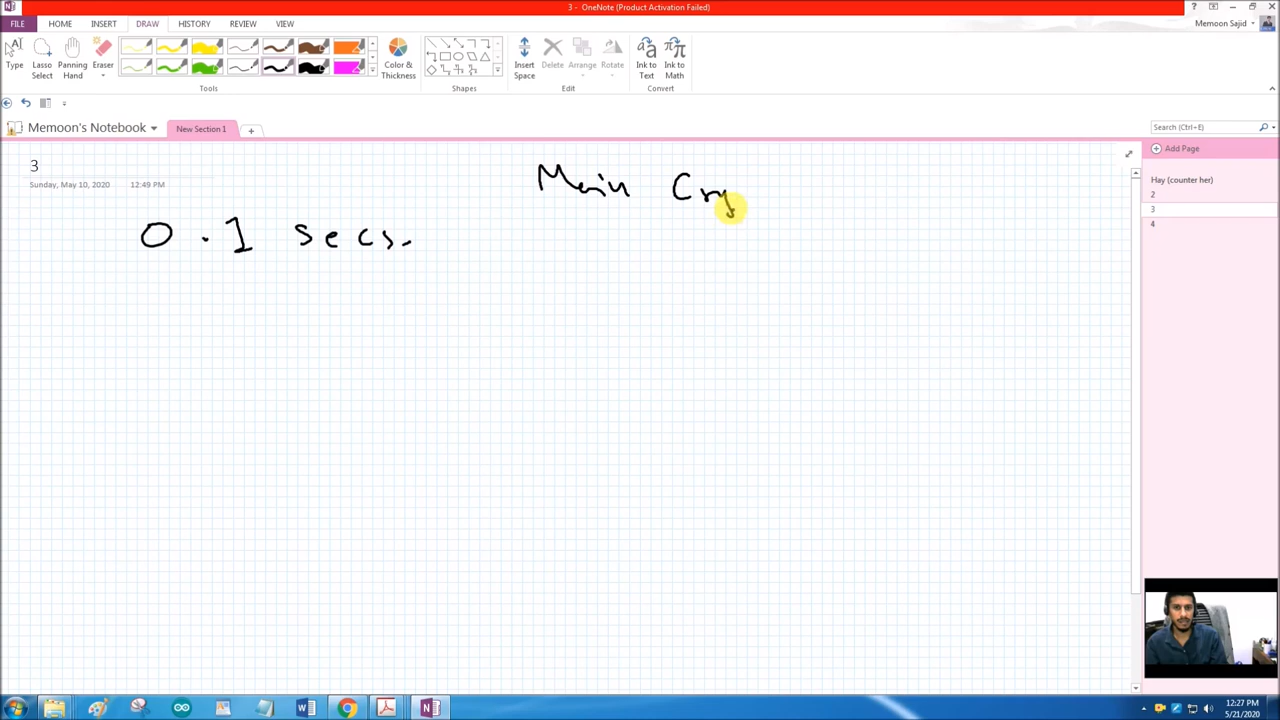 3 - OneNote (Product Activation Failed)
FILE HOME INSERT DRAW HISTORY REVIEW VIEW
Memoon Sajid
Type Lasso Select Panning Hand Eraser Color & Thickness Insert Space Delete Arrange Rotate Ink to Text Ink to Math
Tools Shapes Edit Convert
Memoon's Notebook New Section 1 Search (Ctrl+E)
Add Page
3
Sunday, May 10, 2020 12:49 PM
Hay (counter her)
2
3
4
Main Cry
0.1 secs.
12:27 PM
5/21/2020